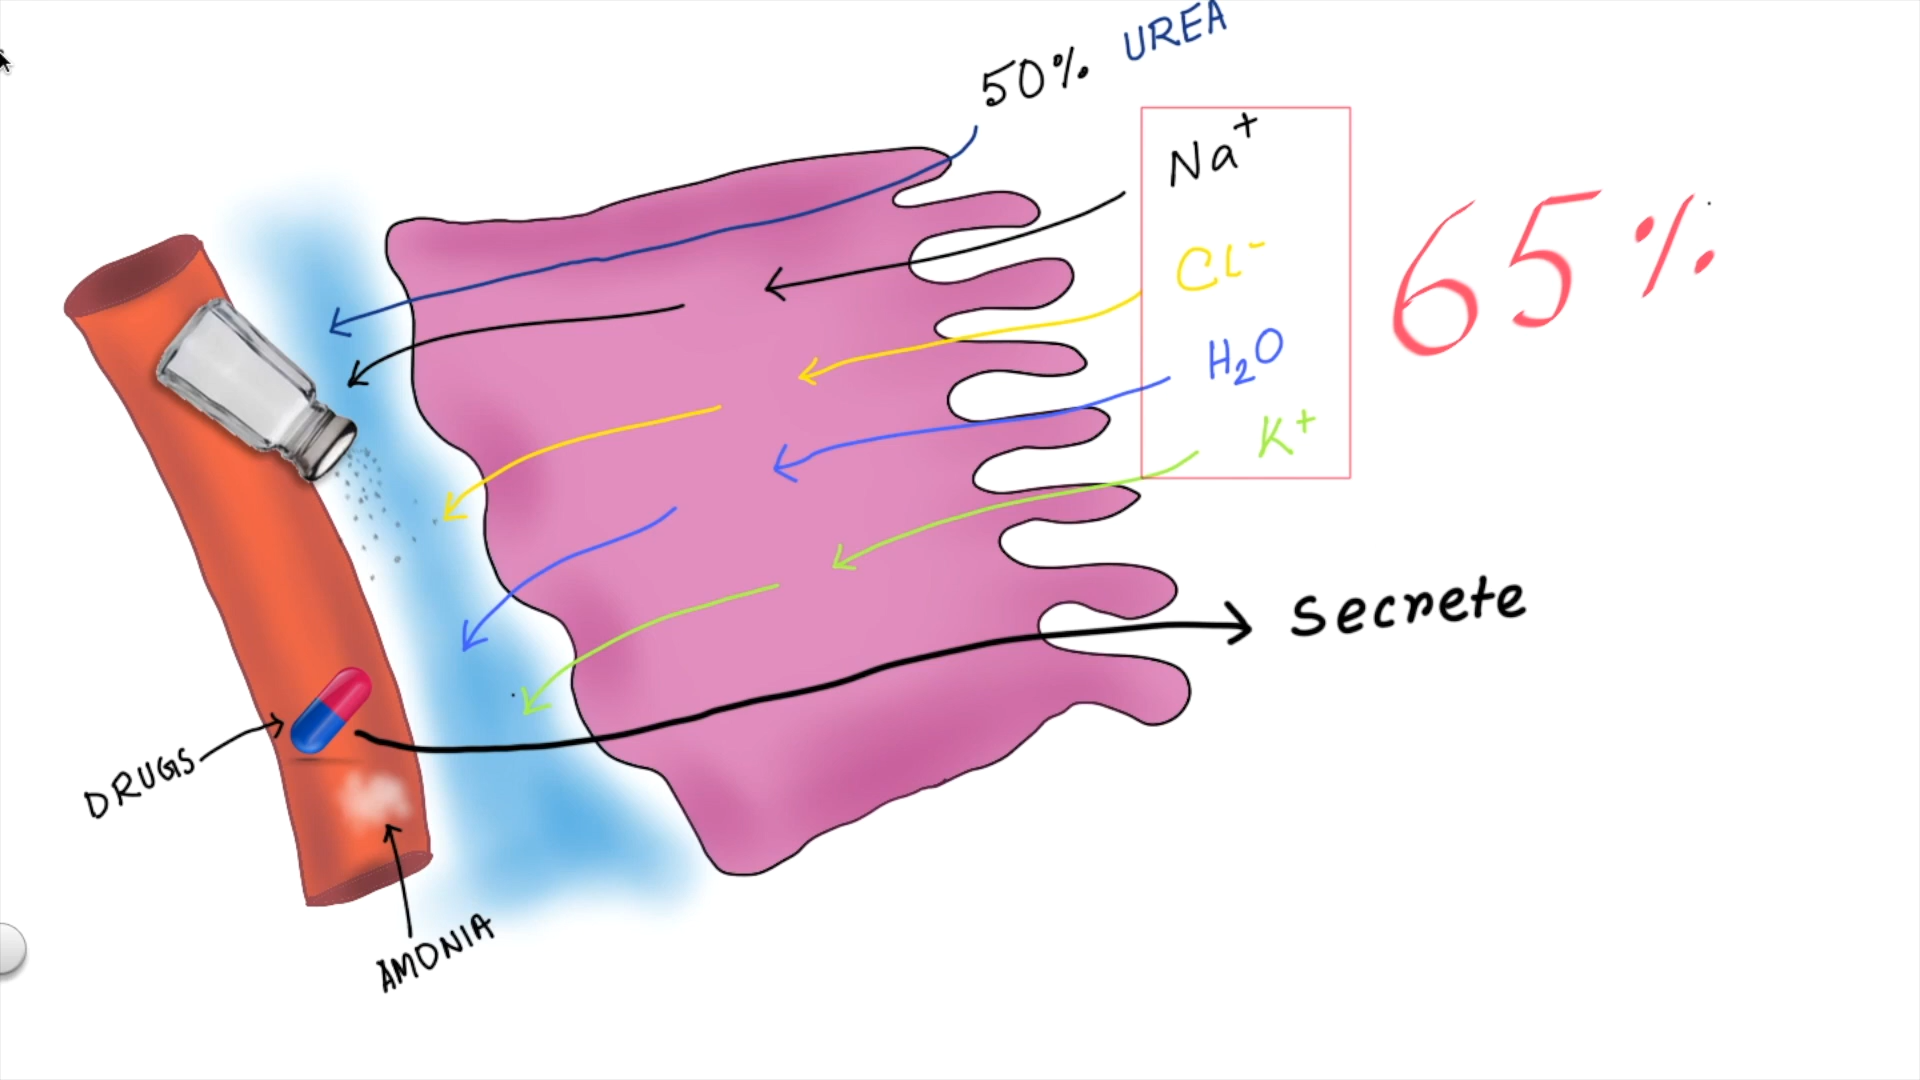 50% UREA
Na+
Cl-
H2O
K+
65%
Secrete
DRUGS
AMONIA